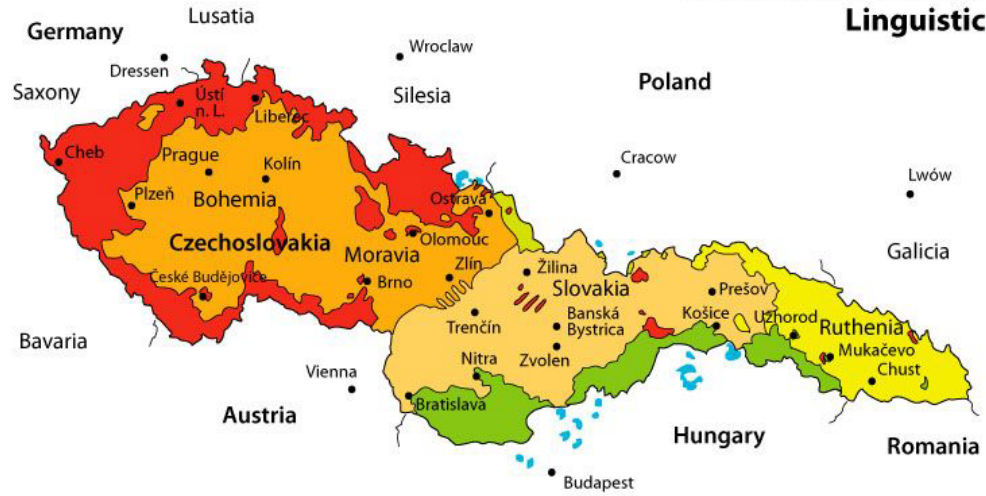 Linguistic
Lusatia
Germany
Wroclaw
Dressen
Poland
Saxony
Ústí
n. L.
Silesia
Libeřec
Cheb
Prague
Kolín
Cracow
Lwów
Plzeň
Bohemia
Ostrava
Czechoslovakia
Olomouc
Moravia
Galicia
České Budějovice
Brno
Zlín
Žilina
Slovakia
Prešov
Trenčín
Banská
Bystrica
Košice
Užhorod
Ruthenia
Bavaria
Zvolen
Mukačevo
Nitra
Chust
Vienna
Bratislava
Austria
Hungary
Romania
Budapest